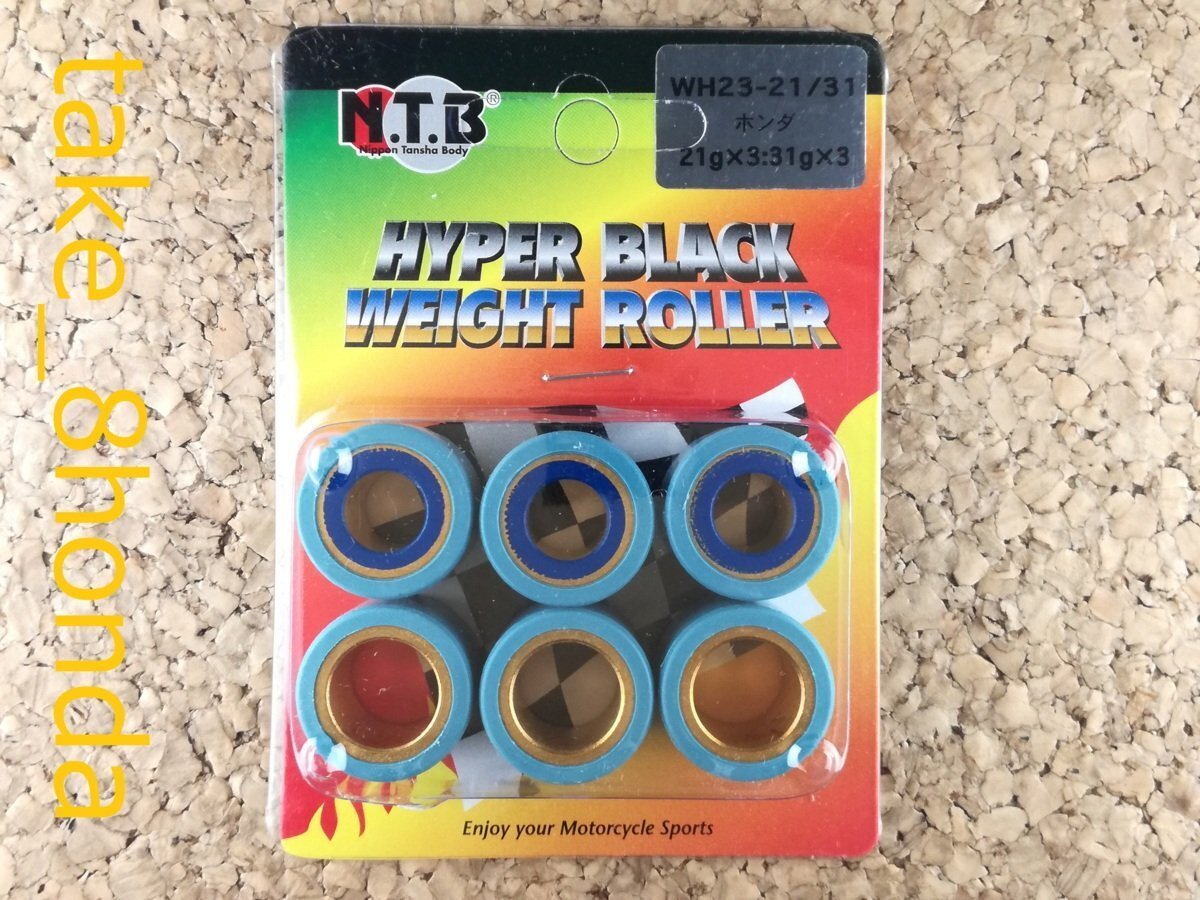 take_8honda
N.T.B®
Nippon Tansha Body
WH23-21/31
ホンダ
21g×3:31g×3
HYPER BLACK
WEIGHT ROLLER
Enjoy your Motorcycle Sports